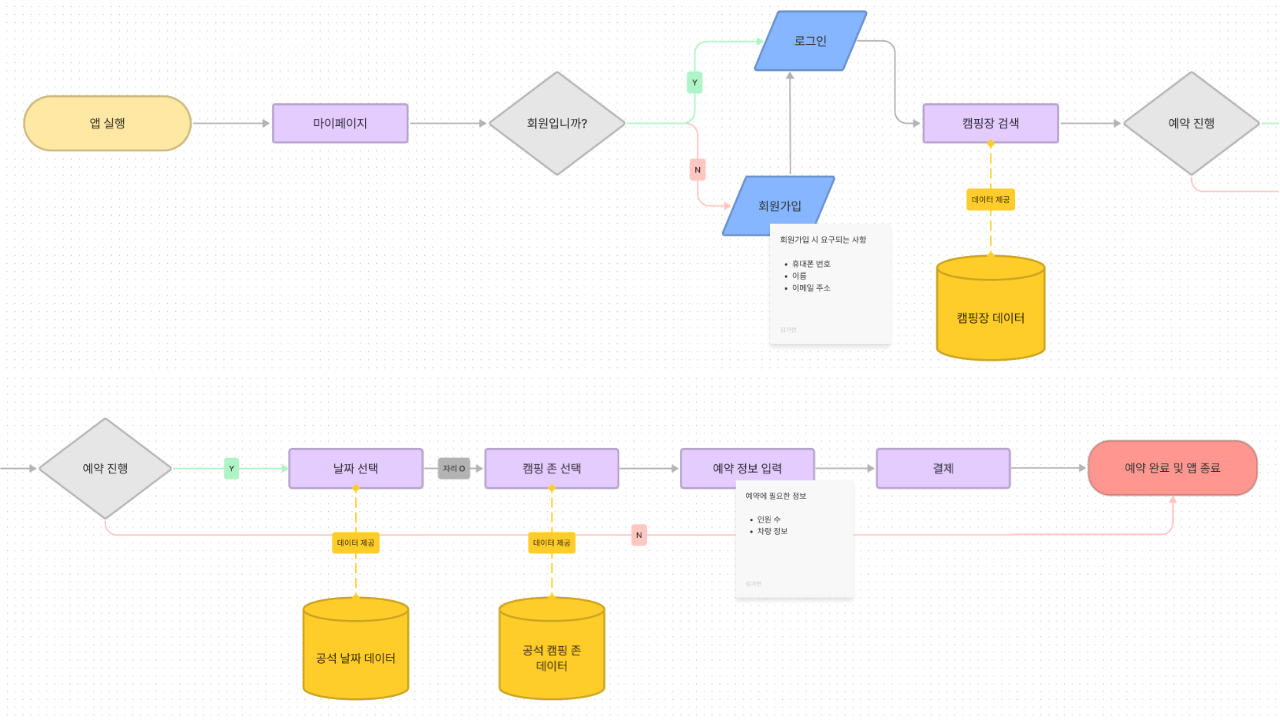 로그인
Y
앱 실행
마이페이지
회원입니까?
캠핑장 검색
예약 진행
N
회원가입
데이터 제공
회원가입 시 요구되는 사항
• 휴대폰 번호
• 이름
• 이메일 주소
캠핑장 데이터
예약 진행
Y
날짜 선택
자리 O
캠핑 존 선택
예약 정보 입력
결제
예약 완료 및 앱 종료
예약에 필요한 정보
• 인원 수
• 차량 정보
데이터 제공
데이터 제공
N
공석 날짜 데이터
공석 캠핑 존
데이터